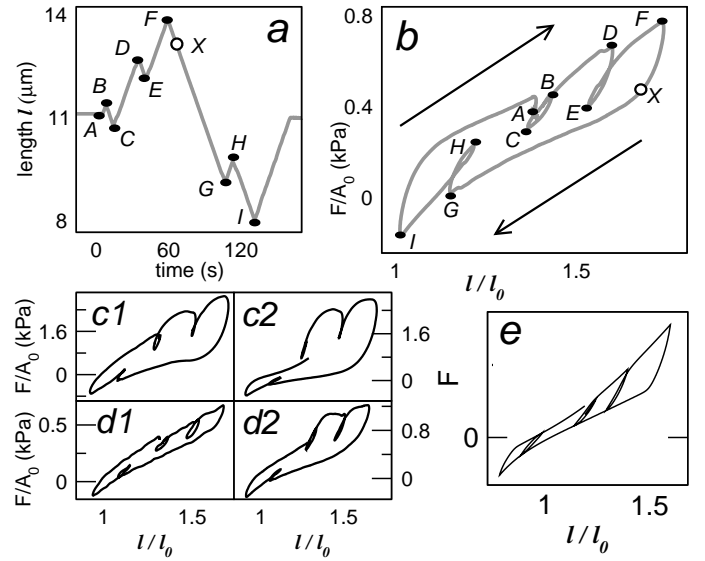 a
length l (μm)
14
11
8
A
B
C
D
E
F
X
G
H
I
0
60
120
time (s)
b
F/A0 (kPa)
0.8
0.4
0
A
B
C
D
E
F
X
G
H
I
1
1.5
l/l0
c1
F/A0 (kPa)
1.6
0
c2
1.6
0
d1
F/A0 (kPa)
0.5
0
1
1.5
l/l0
d2
0.8
0
1
1.5
l/l0
e
F
0
1
1.5
l/l0